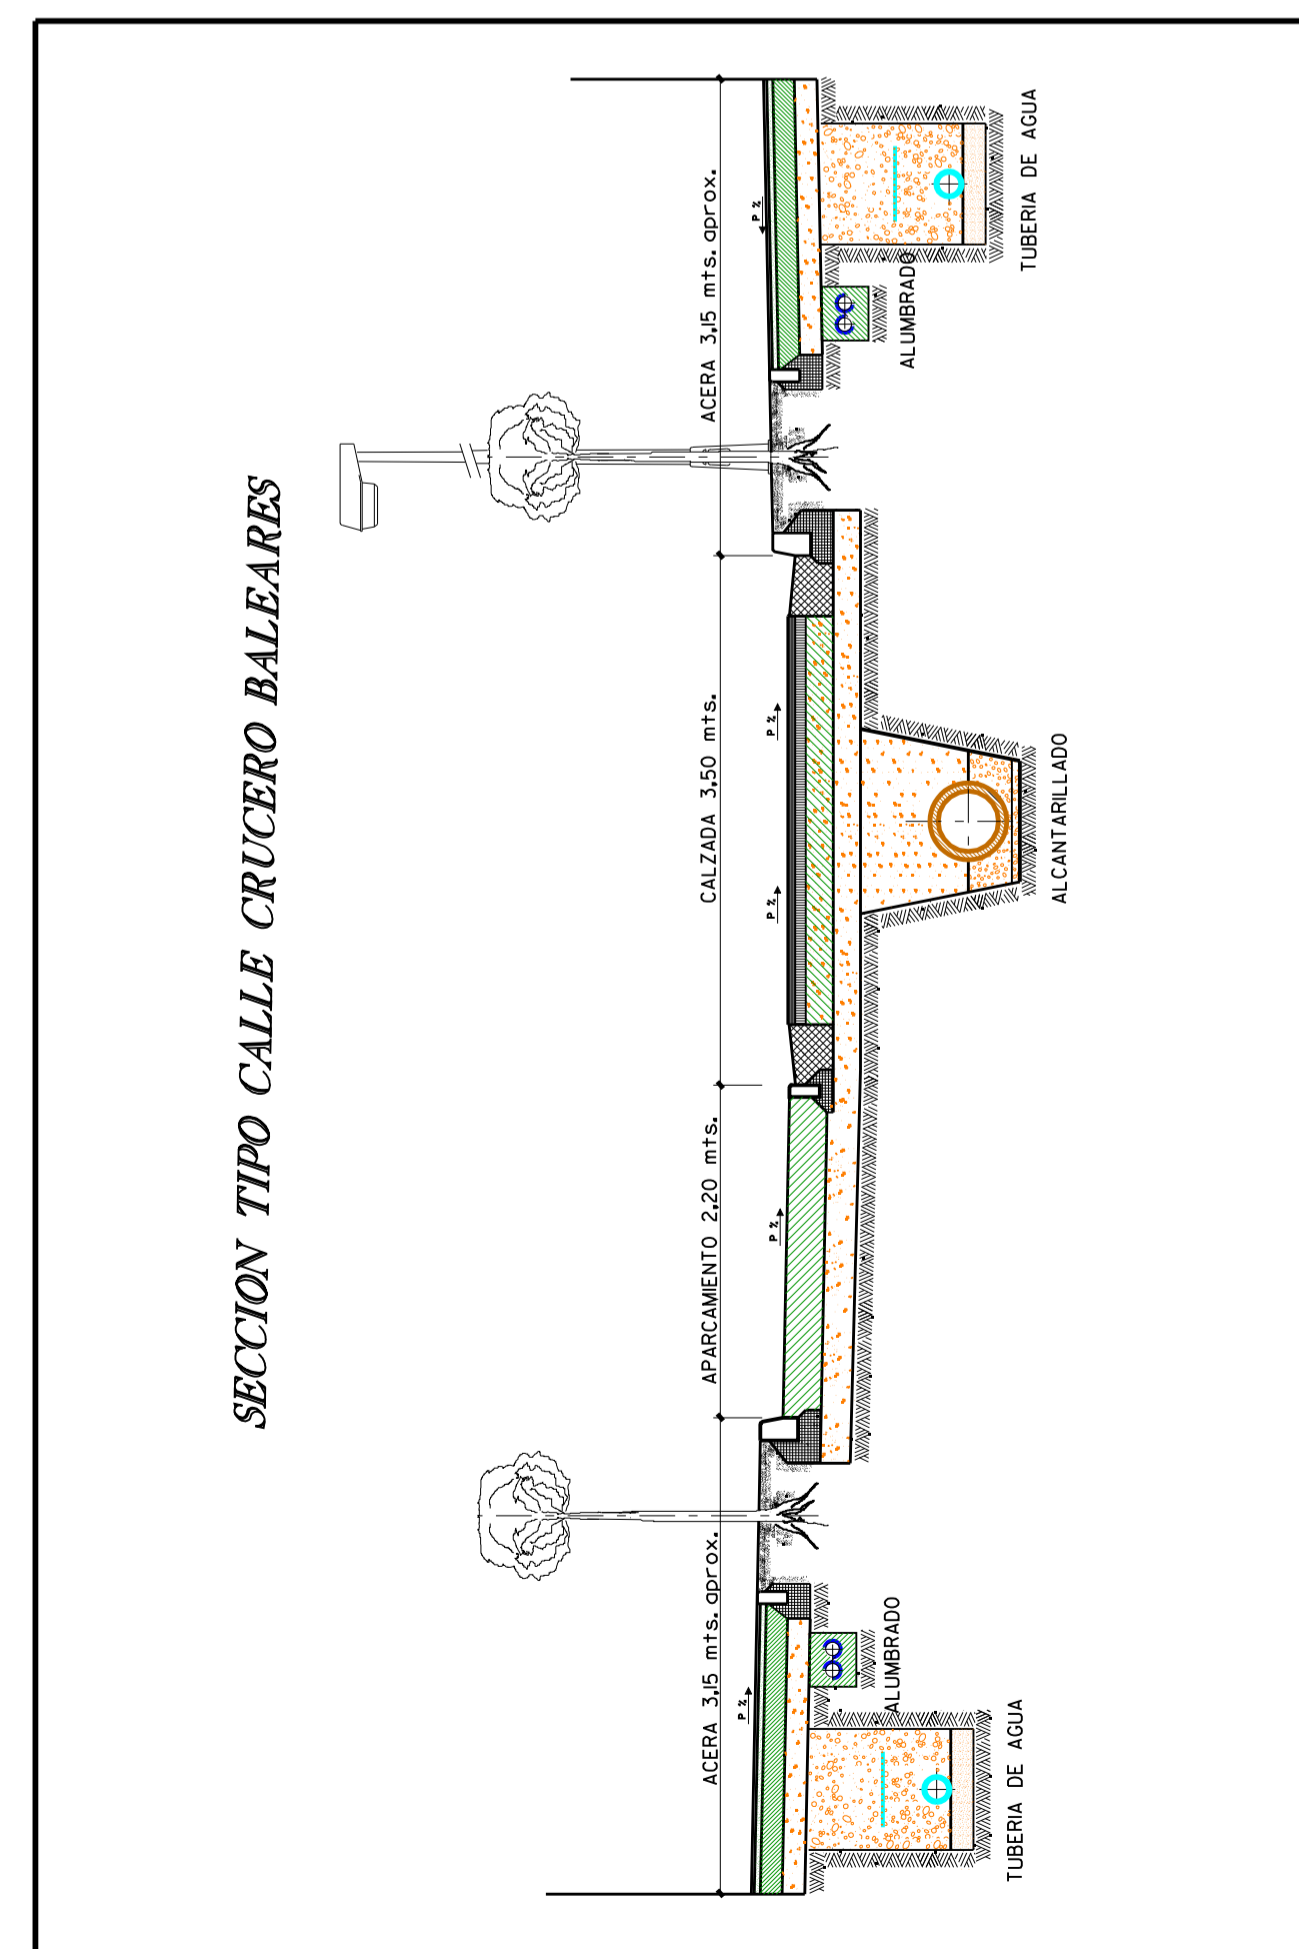 SECCION TIPO CALLE CRUCERO BALEARES
ACERA 3,15 mts. aprox.
APARCAMIENTO 2,20 mts.
CALZADA 3,50 mts.
ACERA 3,15 mts. aprox.
P %
P %
P %
P %
P %
ALUMBRADO
ALUMBRADO
TUBERIA DE AGUA
ALCANTARILLADO
TUBERIA DE AGUA